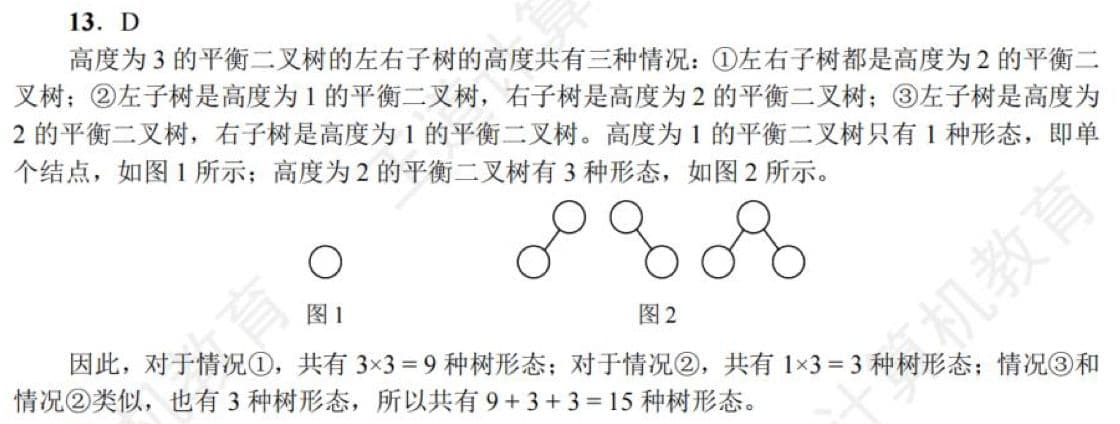 13. D
高度为 3 的平衡二叉树的左右子树的高度共有三种情况：①左右子树都是高度为 2 的平衡二
叉树；②左子树是高度为 1 的平衡二叉树，右子树是高度为 2 的平衡二叉树；③左子树是高度为
2 的平衡二叉树，右子树是高度为 1 的平衡二叉树。高度为 1 的平衡二叉树只有 1 种形态，即单
个结点，如图 1 所示；高度为 2 的平衡二叉树有 3 种形态，如图 2 所示。
图 1
图 2
因此，对于情况①，共有 3×3 = 9 种树形态；对于情况②，共有 1×3 = 3 种树形态；情况③和
情况②类似，也有 3 种树形态，所以共有 9 + 3 + 3 = 15 种树形态。
计算机教育
机教育